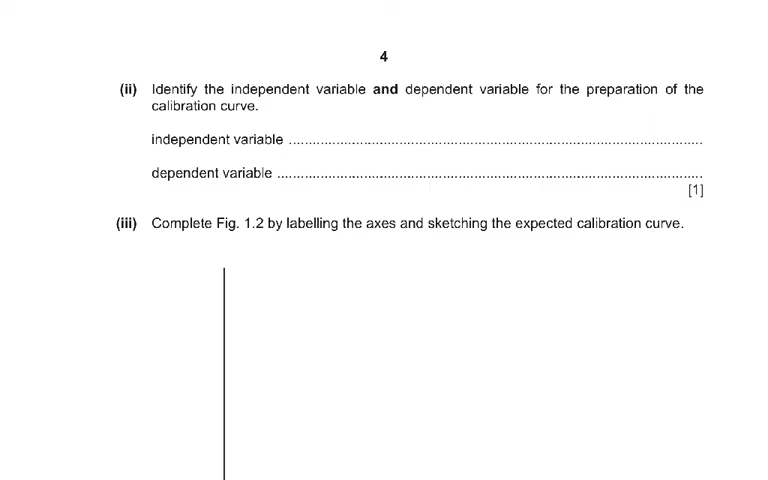 4
(ii) Identify the independent variable and dependent variable for the preparation of the
calibration curve.
independent variable ................................................................................................
dependent variable ...................................................................................................
[1]
(iii) Complete Fig. 1.2 by labelling the axes and sketching the expected calibration curve.